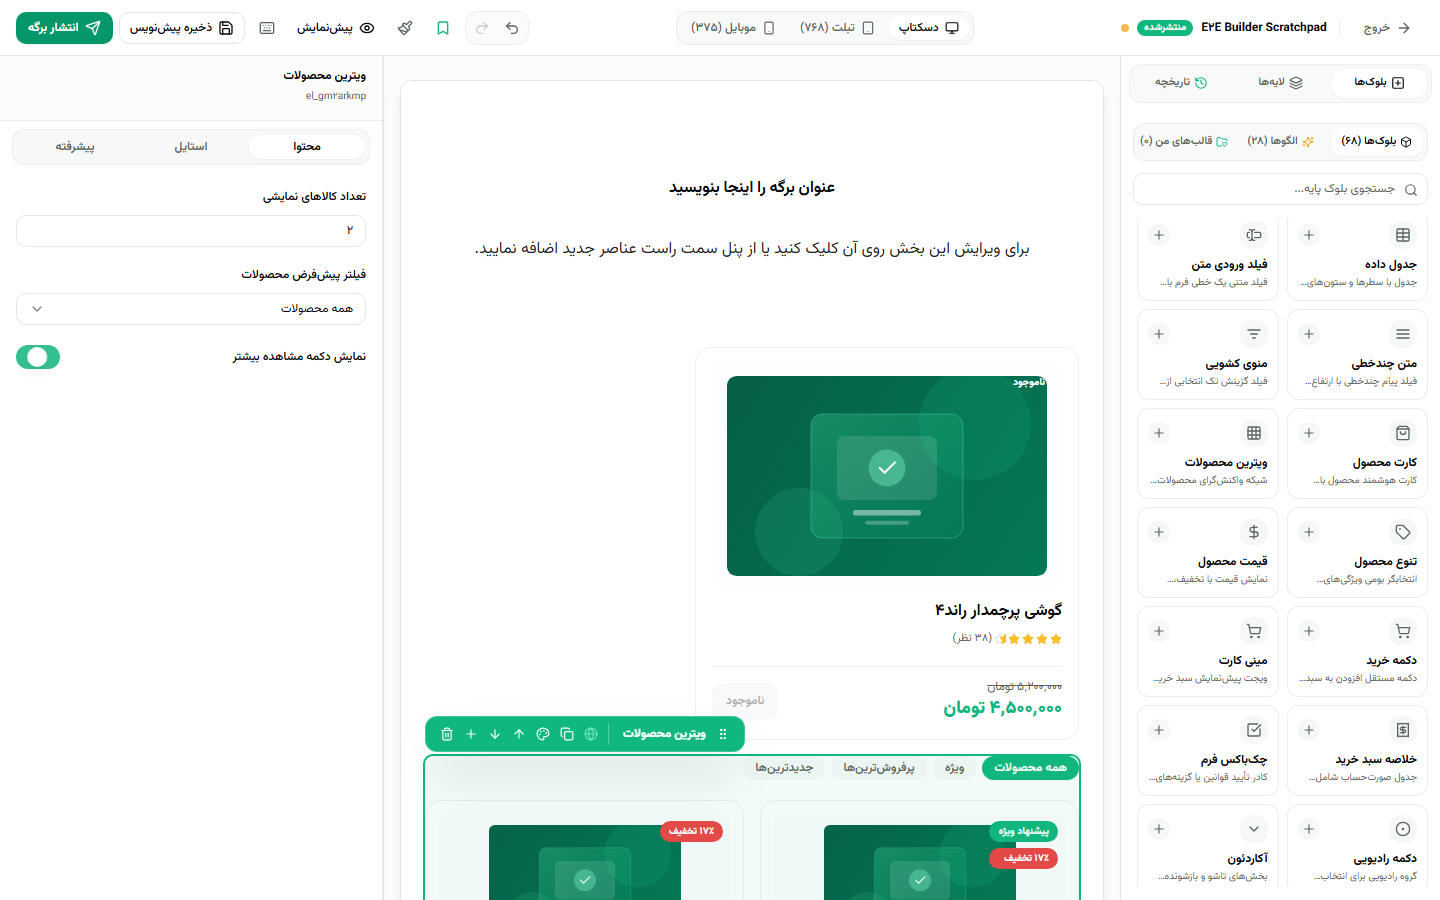 خروج
E2E Builder Scratchpad
منتشرشده
دسکتاپ
تبلت (۷۶۸)
موبایل (۳۷۵)
پیش‌نمایش
ذخیره پیش‌نویس
انتشار برگه
بلوک‌ها
لایه‌ها
تاریخچه
بلوک‌ها (۶۸)
الگوها (۲۸)
قالب‌های من (۰)
جستجوی بلوک پایه...
جدول داده
جدول با سطرها و ستون‌های...
فیلد ورودی متن
فیلد متنی یک خطی فرم با...
متن چندخطی
فیلد پیام چندخطی با ارتفاع...
منوی کشویی
فیلد گزینش تک انتخابی از...
کارت محصول
کارت هوشمند محصول با...
ویترین محصولات
شبکه واکنش‌گرای محصولات...
تنوع محصول
انتخابگر بومی ویژگی‌های...
قیمت محصول
نمایش قیمت با تخفیف،...
دکمه خرید
دکمه مستقل افزودن به سبد...
مینی کارت
ویجت پیش‌نمایش سبد خرید...
خلاصه سبد خرید
جدول صورت‌حساب شامل...
چک‌باکس فرم
کادر تأیید قوانین یا گزینه‌های...
دکمه رادیویی
گروه رادیویی برای انتخاب...
آکاردئون
بخش‌های تاشو و بازشونده...
عنوان برگه را اینجا بنویسید
برای ویرایش این بخش روی آن کلیک کنید یا از پنل سمت راست عناصر جدید اضافه نمایید.
ناموجود
گوشی پرچمدار راند۴
(۳۸ نظر)
۵,۲۰۰,۰۰۰ تومان
۴,۵۰۰,۰۰۰ تومان
ناموجود
ویترین محصولات
همه محصولات
ویژه
پرفروش‌ترین‌ها
جدیدترین‌ها
پیشنهاد ویژه
۱۷٪ تخفیف
۱۷٪ تخفیف
ویترین محصولات
el_gm۲arkmp
محتوا
استایل
پیشرفته
تعداد کالاهای نمایشی
۲
فیلتر پیش‌فرض محصولات
همه محصولات
نمایش دکمه مشاهده بیشتر